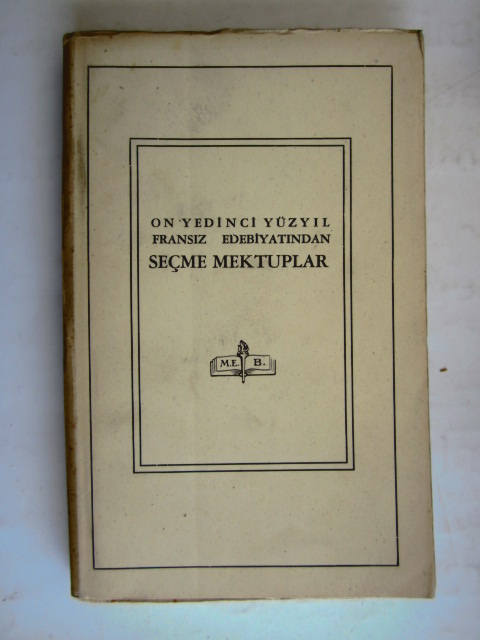 ON YEDİNCİ YÜZYIL
FRANSIZ EDEBİYATINDAN
SEÇME MEKTUPLAR
M.E. B.